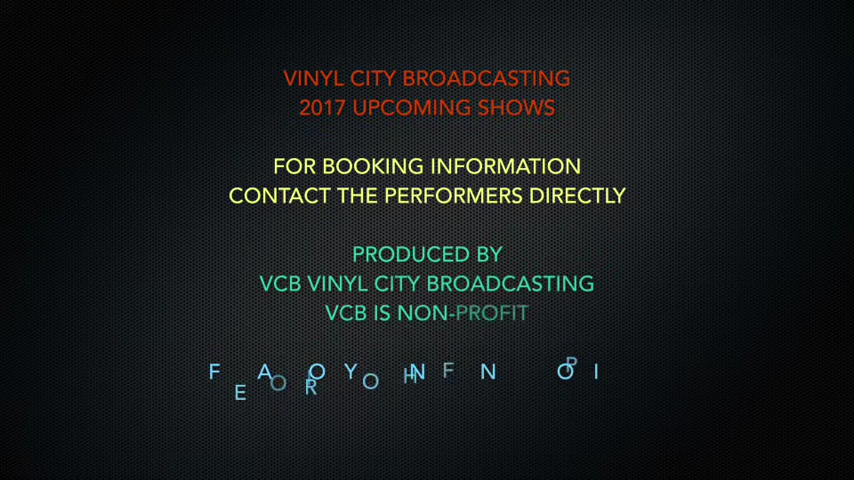 VINYL CITY BROADCASTING
2017 UPCOMING SHOWS
FOR BOOKING INFORMATION
CONTACT THE PERFORMERS DIRECTLY
PRODUCED BY
VCB VINYL CITY BROADCASTING
VCB IS NON-PROFIT